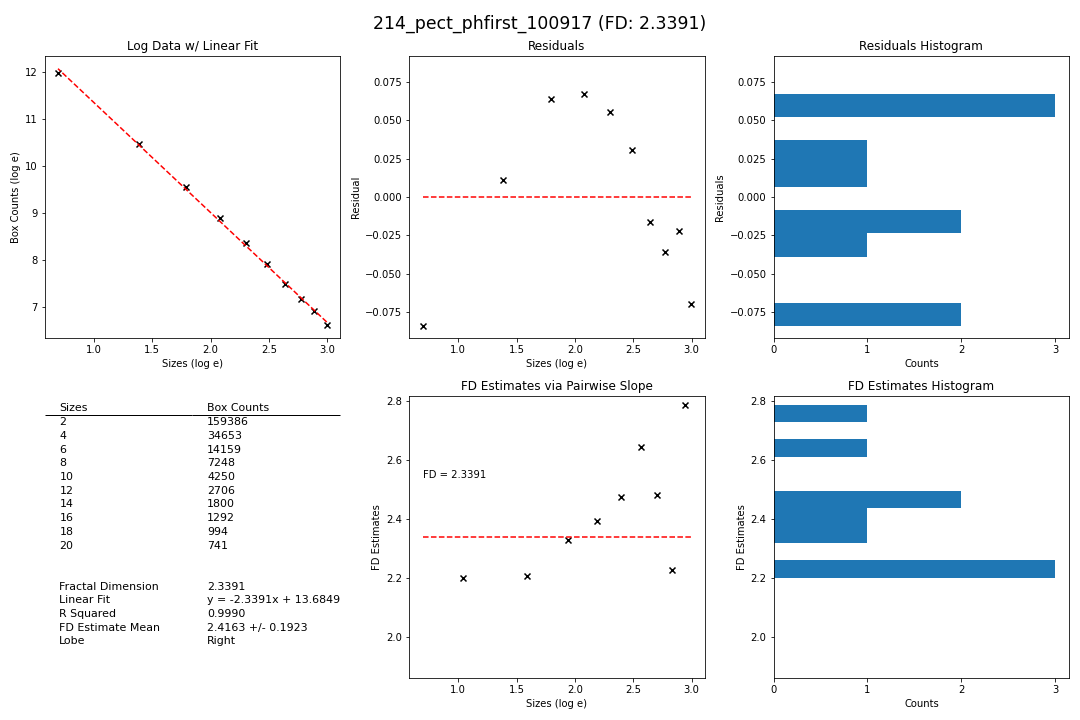 214_pect_phfirst_100917 (FD: 2.3391)
Log Data w/ Linear Fit
Box Counts (log e)
12
11
10
9
8
7
1.0 1.5 2.0 2.5 3.0
Sizes (log e)
Residuals
Residual
0.075
0.050
0.025
0.000
−0.025
−0.050
−0.075
1.0 1.5 2.0 2.5 3.0
Sizes (log e)
Residuals Histogram
Residuals
0.075
0.050
0.025
0.000
−0.025
−0.050
−0.075
0 1 2 3
Counts
Sizes Box Counts
2 159386
4 34653
6 14159
8 7248
10 4250
12 2706
14 1800
16 1292
18 994
20 741
Fractal Dimension 2.3391
Linear Fit y = -2.3391x + 13.6849
R Squared 0.9990
FD Estimate Mean 2.4163 +/- 0.1923
Lobe Right
FD Estimates via Pairwise Slope
FD Estimates
2.8
2.6
2.4
2.2
2.0
FD = 2.3391
1.0 1.5 2.0 2.5 3.0
Sizes (log e)
FD Estimates Histogram
FD Estimates
2.8
2.6
2.4
2.2
2.0
0 1 2 3
Counts